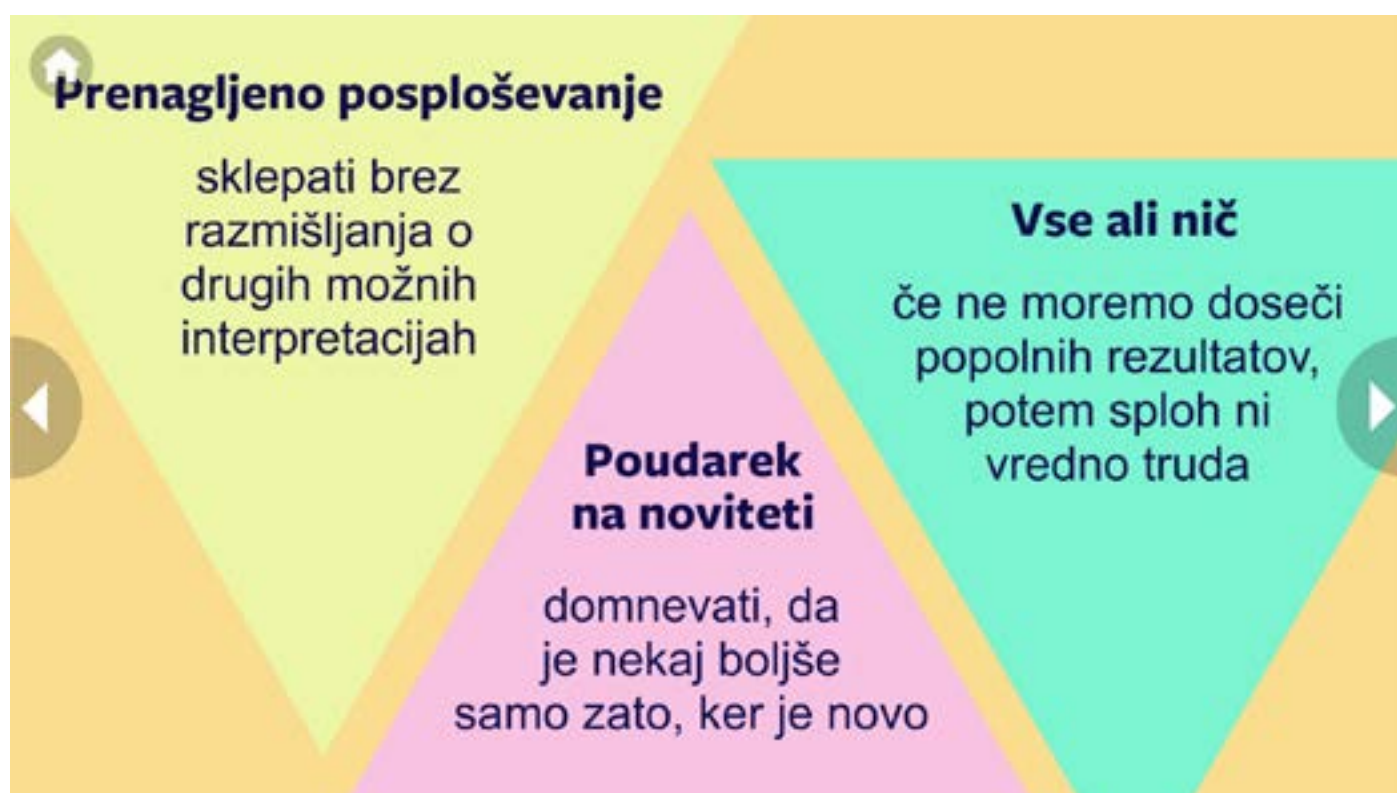 Prenagljeno posploševanje
sklepati brez
razmišljanja o
drugih možnih
interpretacijah
Poudarek
na noviteti
domnevati, da
je nekaj boljše
samo zato, ker je novo
Vse ali nič
če ne moremo doseči
popolnih rezultatov,
potem sploh ni
vredno truda